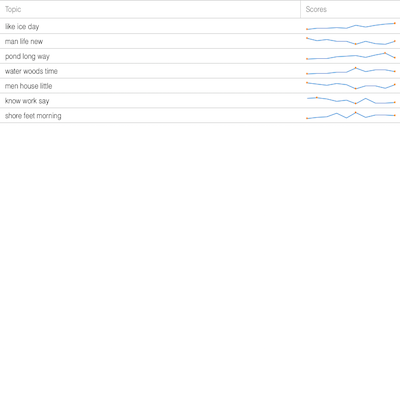 Topic Scores
like ice day
man life new
pond long way
water woods time
men house little
know work say
shore feet morning